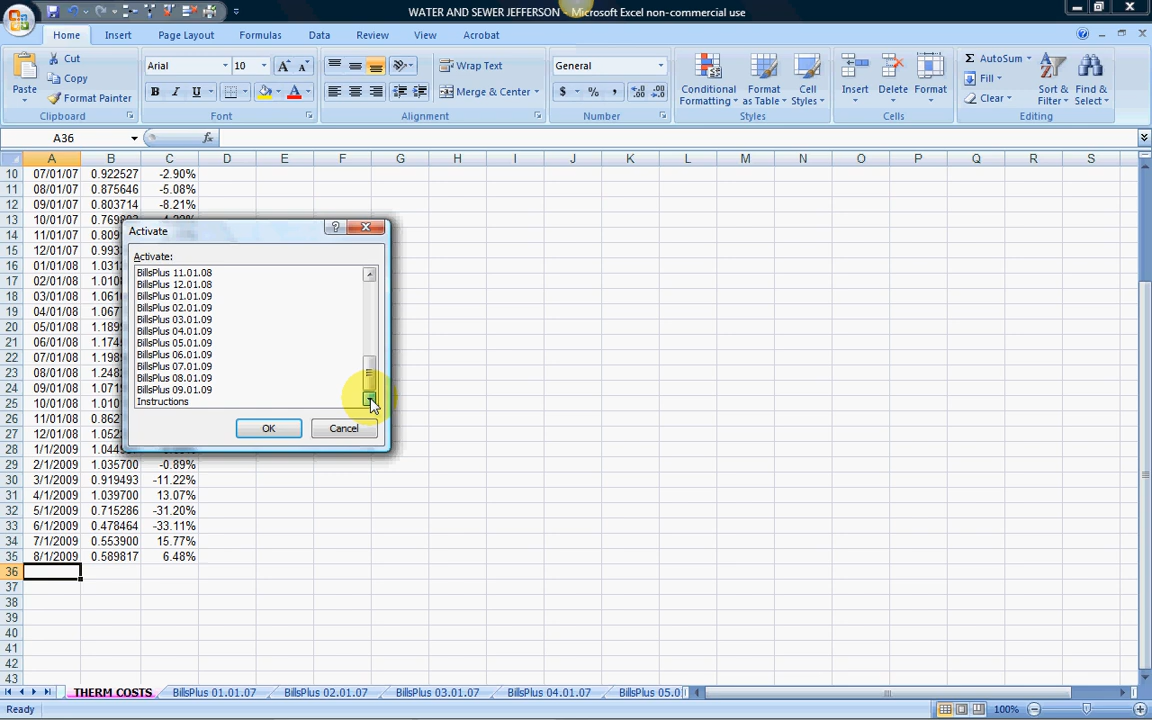 WATER AND SEWER JEFFERSON - Microsoft Excel non-commercial use
Home Insert Page Layout Formulas Data Review View Acrobat
Paste
Cut
Copy
Format Painter
Clipboard
Arial 10
B I U
Font
Wrap Text
Merge & Center
Alignment
General
$ % ,
Number
Conditional Formatting
Format as Table
Cell Styles
Styles
Insert Delete Format
Cells
AutoSum
Fill
Clear
Sort & Filter
Find & Select
Editing
A36 fx
A B C D E F G H I J K L M N O P Q R S
10 07/01/07 0.922527 -2.90%
11 08/01/07 0.875646 -5.08%
12 09/01/07 0.803714 -8.21%
13 10/01/07
14 11/01/07
15 12/01/07
16 01/01/08
17 02/01/08
18 03/01/08
19 04/01/08
20 05/01/08
21 06/01/08
22 07/01/08
23 08/01/08
24 09/01/08
25 10/01/08
26 11/01/08
27 12/01/08
28 1/1/2009
29 2/1/2009 1.035700 -0.89%
30 3/1/2009 0.919493 -11.22%
31 4/1/2009 1.039700 13.07%
32 5/1/2009 0.715286 -31.20%
33 6/1/2009 0.478464 -33.11%
34 7/1/2009 0.553900 15.77%
35 8/1/2009 0.589817 6.48%
36
37
38
39
40
41
42
43
Activate
Activate:
BillsPlus 11.01.08
BillsPlus 12.01.08
BillsPlus 01.01.09
BillsPlus 02.01.09
BillsPlus 03.01.09
BillsPlus 04.01.09
BillsPlus 05.01.09
BillsPlus 06.01.09
BillsPlus 07.01.09
BillsPlus 08.01.09
BillsPlus 09.01.09
Instructions
OK Cancel
THERM COSTS BillsPlus 01.01.07 BillsPlus 02.01.07 BillsPlus 03.01.07 BillsPlus 04.01.07 BillsPlus 05.0
Ready 100%